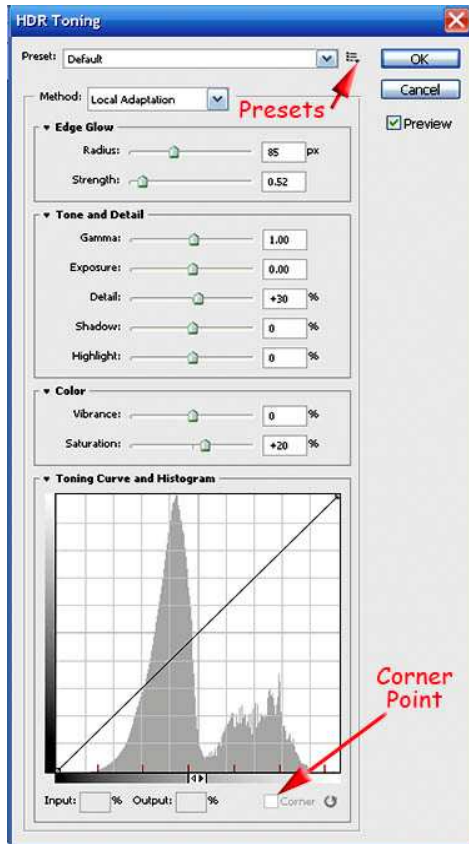 HDR Toning
Preset: Default OK
Method: Local Adaptation Presets Cancel
Preview
Edge Glow
Radius: 85 px
Strength: 0.52
Tone and Detail
Gamma: 1.00
Exposure: 0.00
Detail: +30 %
Shadow: 0 %
Highlight: 0 %
Color
Vibrance: 0 %
Saturation: +20 %
Toning Curve and Histogram
Corner
Point
Input: % Output: % Corner